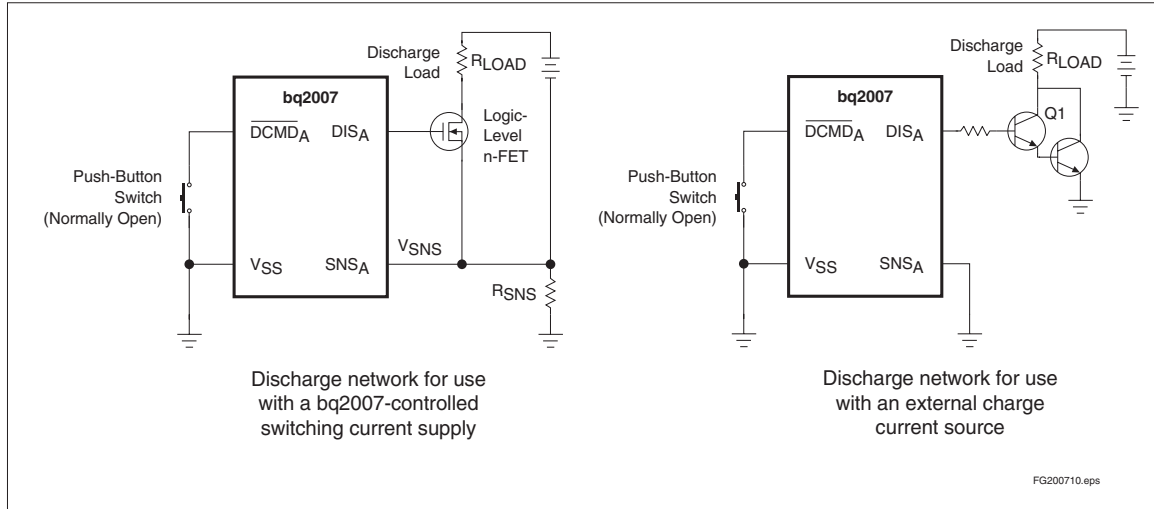 Discharge
Load
RLOAD
bq2007
DCMDA
DISA
Logic-
Level
n-FET
Push-Button
Switch
(Normally Open)
VSS
SNSA
VSNS
RSNS
Discharge network for use
with a bq2007-controlled
switching current supply
Discharge
Load
RLOAD
bq2007
DCMDA
DISA
Q1
Push-Button
Switch
(Normally Open)
VSS
SNSA
Discharge network for use
with an external charge
current source
FG200710.eps